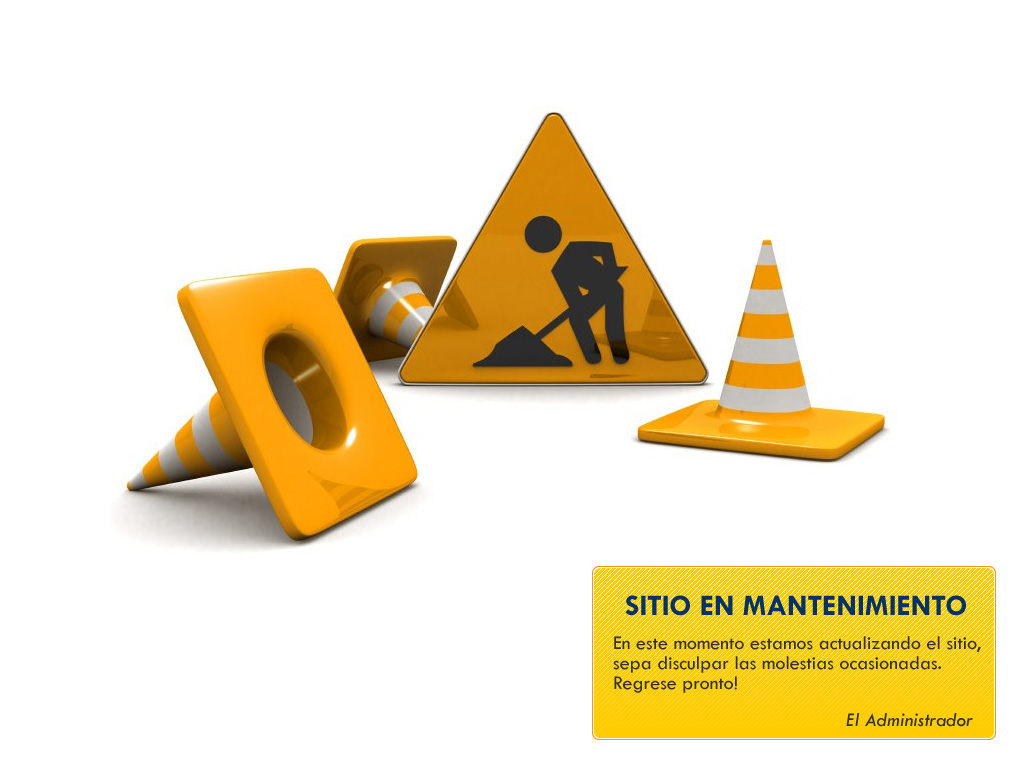 SITIO EN MANTENIMIENTO
En este momento estamos actualizando el sitio,
sepa disculpar las molestias ocasionadas.
Regrese pronto!
El Administrador